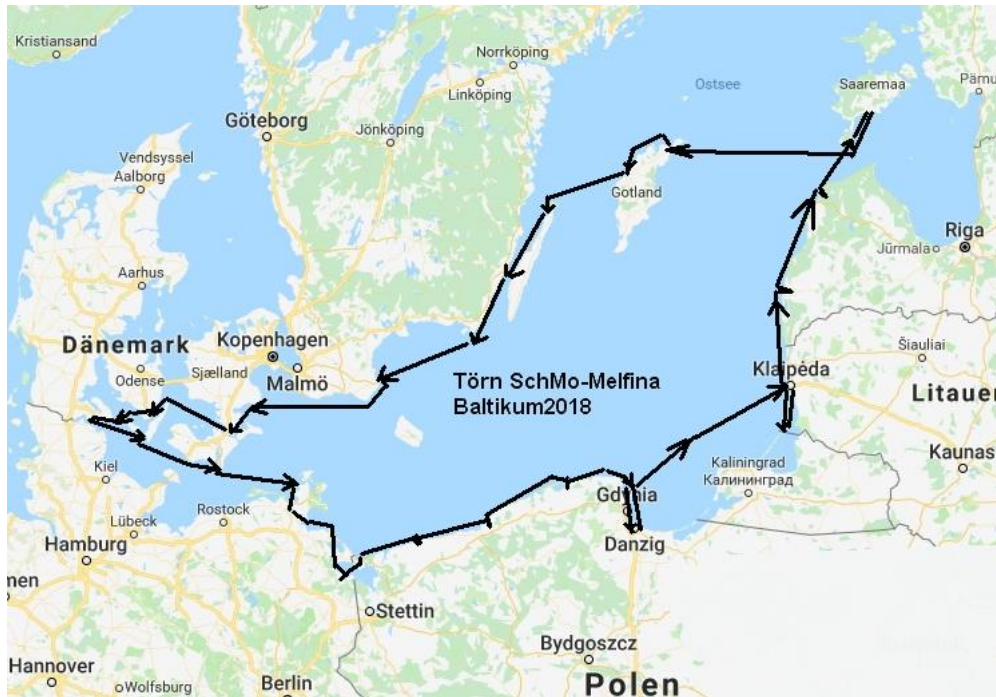 Kristiansand
Norrköping
Linköping
Ostsee
Saaremaa
Pärnu
Göteborg
Jönköping
Vendsyssel
Aalborg
Gotland
Riga
Jūrmala
Aarhus
Dänemark
Kopenhagen
Šiauliai
Odense
Sjælland
Malmö
Klaipėda
Törn SchMo-Melfina
Baltikum2018
Litauen
Kiel
Kaliningrad
Калининград
Kaunas
Rostock
Gdynia
Lübeck
Hamburg
Danzig
men
Stettin
Bydgoszcz
Hannover
Wolfsburg
Berlin
Polen